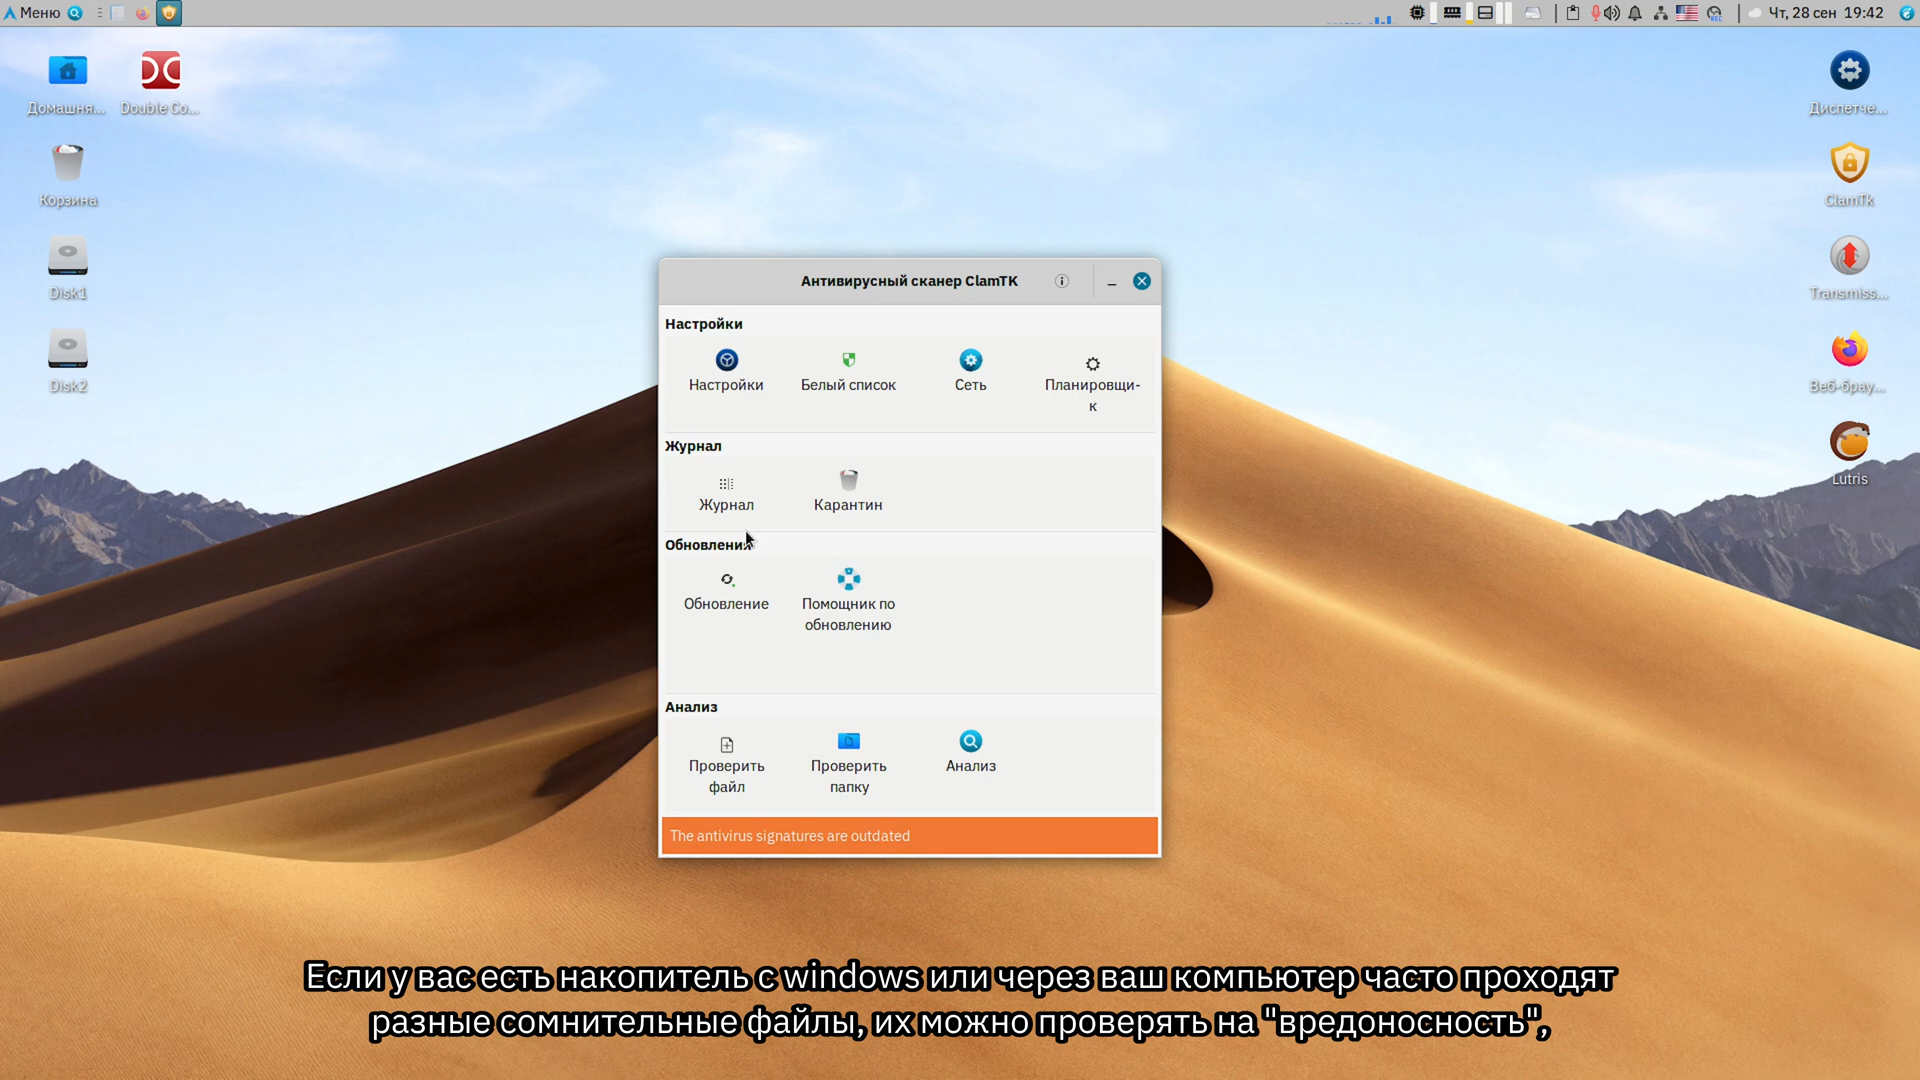 Меню
Чт, 28 сен 19:42
Домашня...
Double Co...
Корзина
Disk1
Disk2
Диспетче...
ClamTk
Transmiss...
Веб-брау...
Lutris
Антивирусный сканер ClamTK
Настройки
Настройки
Белый список
Сеть
Планировщи-
к
Журнал
Журнал
Карантин
Обновления
Обновление
Помощник по
обновлению
Анализ
Проверить
файл
Проверить
папку
Анализ
The antivirus signatures are outdated
Если у вас есть накопитель с windows или через ваш компьютер часто проходят
разные сомнительные файлы, их можно проверять на "вредоносность",